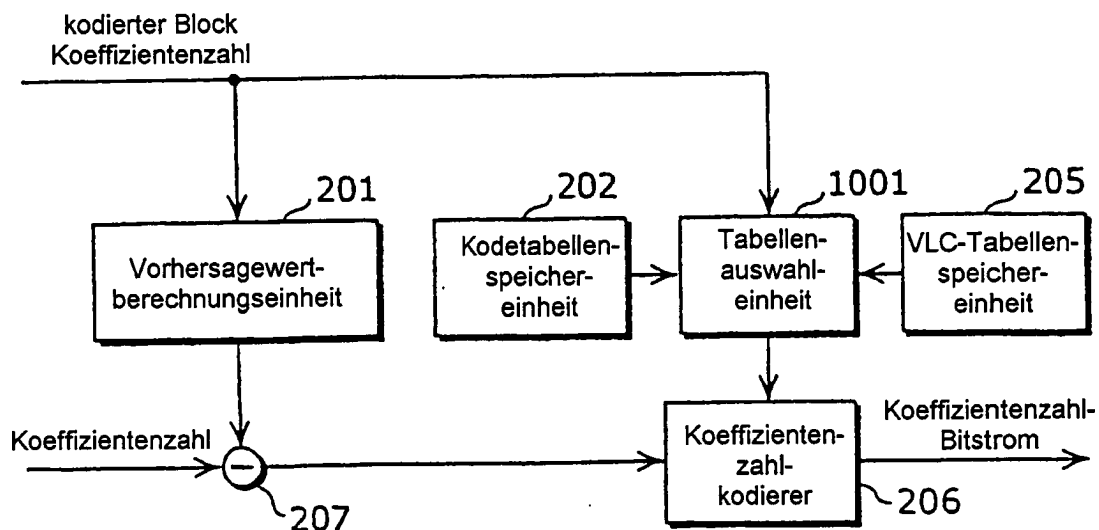 kodierter Block
Koeffizientenzahl
201
202
1001
205
Vorhersagewert-
berechnungseinheit
Kodetabellen-
speicher-
einheit
Tabellen-
auswahl-
einheit
VLC-Tabellen-
speicher-
einheit
Koeffizientenzahl
207
Koeffizienten-
zahl-
kodierer
206
Koeffizientenzahl-
Bitstrom